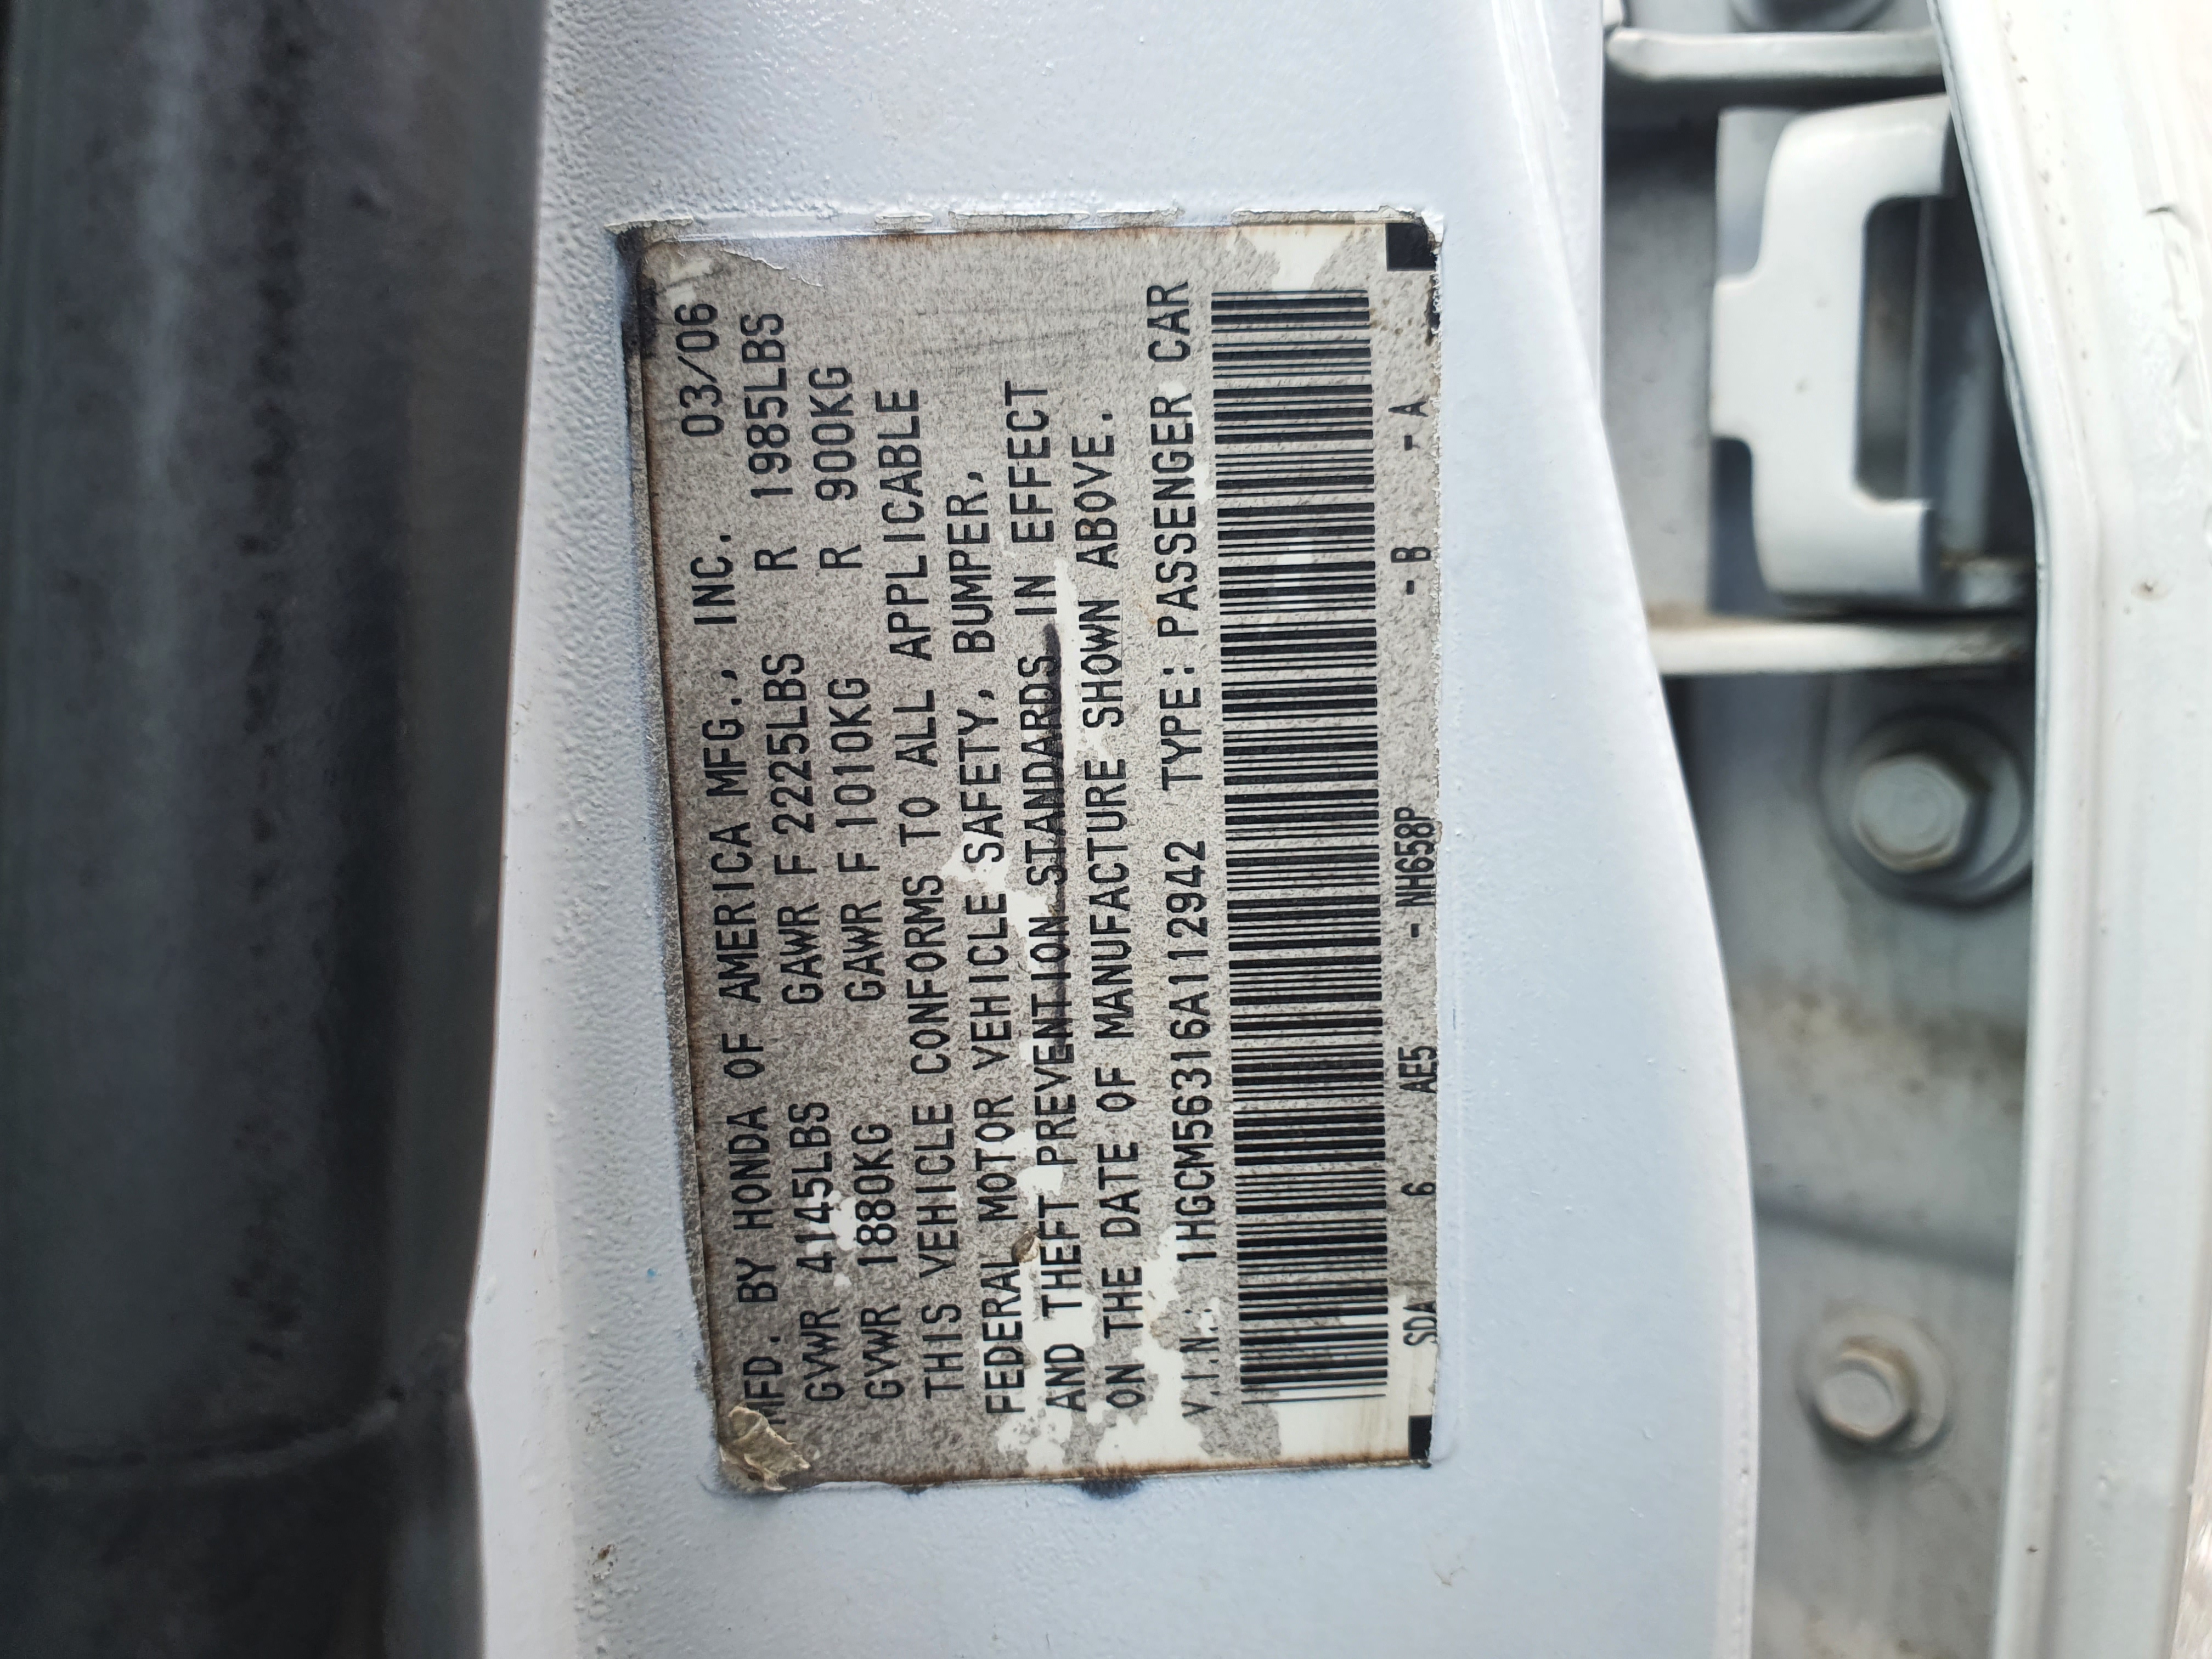 MFD. BY HONDA OF AMERICA MFG., INC. 03/06
GVWR 4145LBS GAWR F 2225LBS R 1985LBS
GVWR 1880KG GAWR F 1010KG R 900KG
THIS VEHICLE CONFORMS TO ALL APPLICABLE
FEDERAL MOTOR VEHICLE SAFETY, BUMPER,
AND THEFT PREVENTION STANDARDS IN EFFECT
ON THE DATE OF MANUFACTURE SHOWN ABOVE.
V.I.N.: 1HGCM56316A112942 TYPE: PASSENGER CAR
SDA 6 AE5 -NH658P -B -A